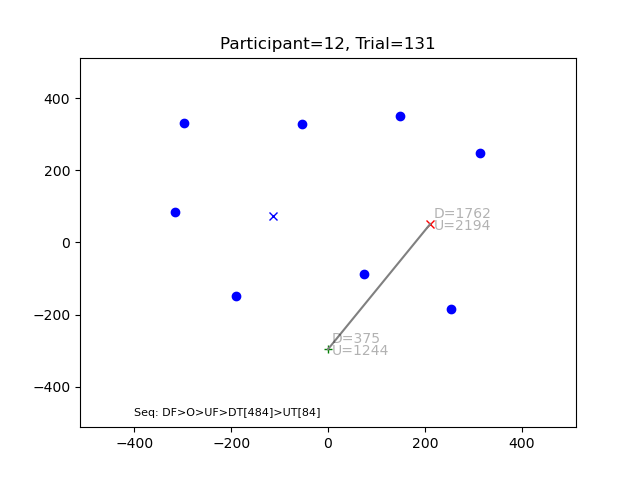 Participant=12, Trial=131
400
200
0
−200
−400
D=1762
U=2194
D=375
U=1244
Seq: DF>O>UF>DT[484]>UT[84]
−400 −200 0 200 400